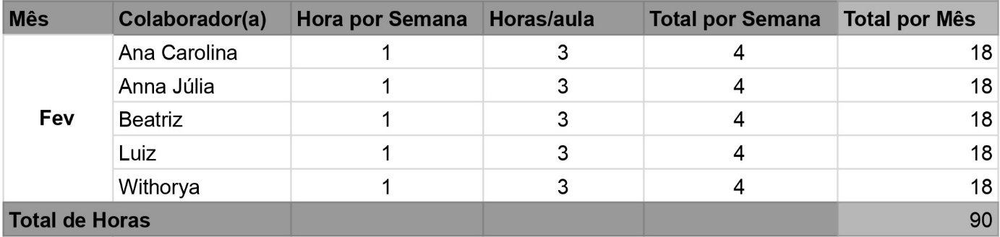 Mês Colaborador(a) Hora por Semana Horas/aula Total por Semana Total por Mês
Ana Carolina 1 3 4 18
Anna Júlia 1 3 4 18
Fev Beatriz 1 3 4 18
Luiz 1 3 4 18
Withorya 1 3 4 18
Total de Horas 90